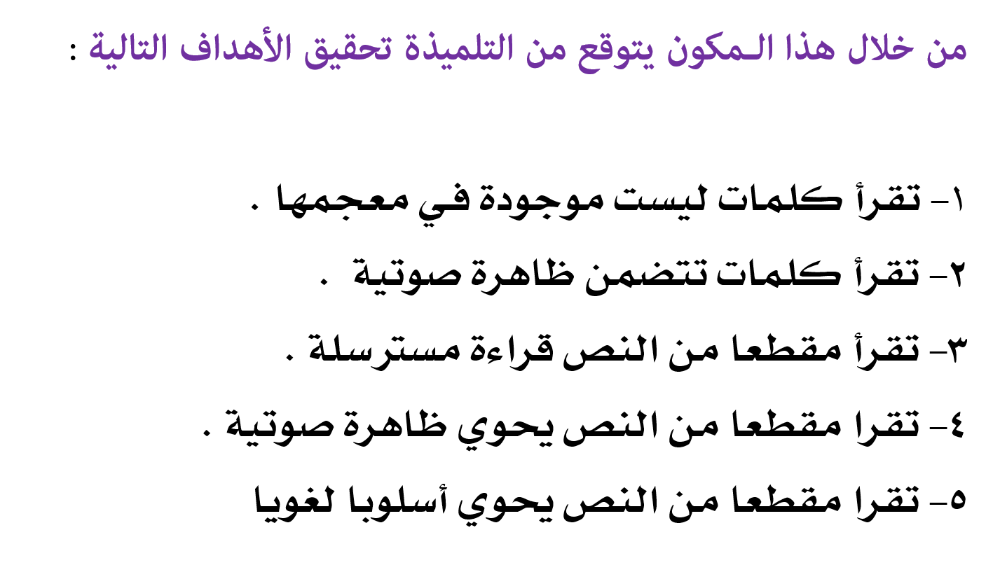 من خلال هذا الـمكون يتوقع من التلميذة تحقيق الأهداف التالية :
١- تقرأ كلمات ليست موجودة في معجمها .
٢- تقرأ كلمات تتضمن ظاهرة صوتية .
٣- تقرأ مقطعا من النص قراءة مسترسلة .
٤- تقرا مقطعا من النص يحوي ظاهرة صوتية .
٥- تقرا مقطعا من النص يحوي أسلوبا لغويا